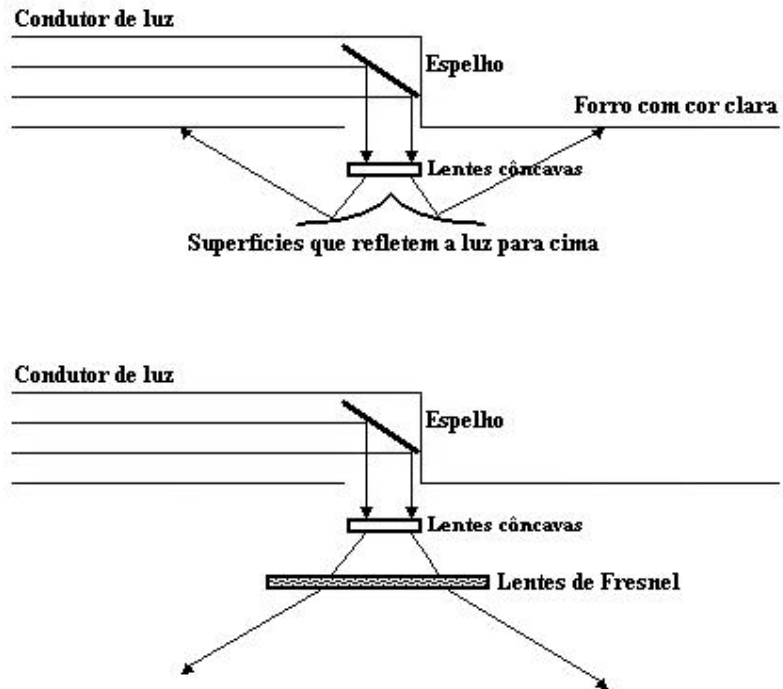 Condutor de luz
Espelho
Forro com cor clara
Lentes côncavas
Superfícies que refletem a luz para cima
Condutor de luz
Espelho
Lentes côncavas
Lentes de Fresnel